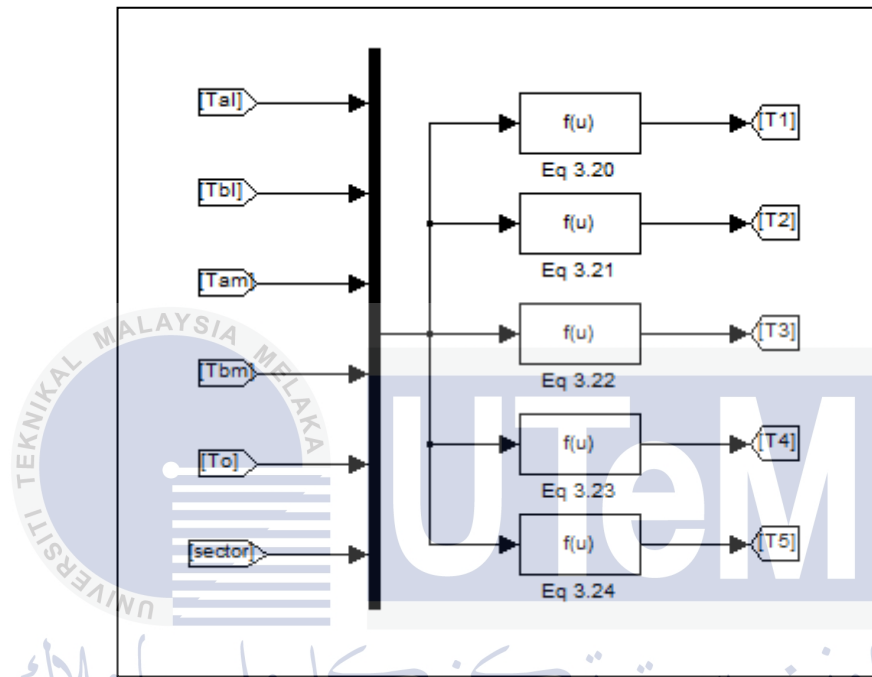 [Tal]
[Tbl]
[Tam]
[Tbm]
[To]
[sector]
f(u)
Eq 3.20
[T1]
f(u)
Eq 3.21
[T2]
f(u)
Eq 3.22
[T3]
f(u)
Eq 3.23
[T4]
f(u)
Eq 3.24
[T5]
UNIVERSITI TEKNIKAL MALAYSIA MELAKA
UTeM